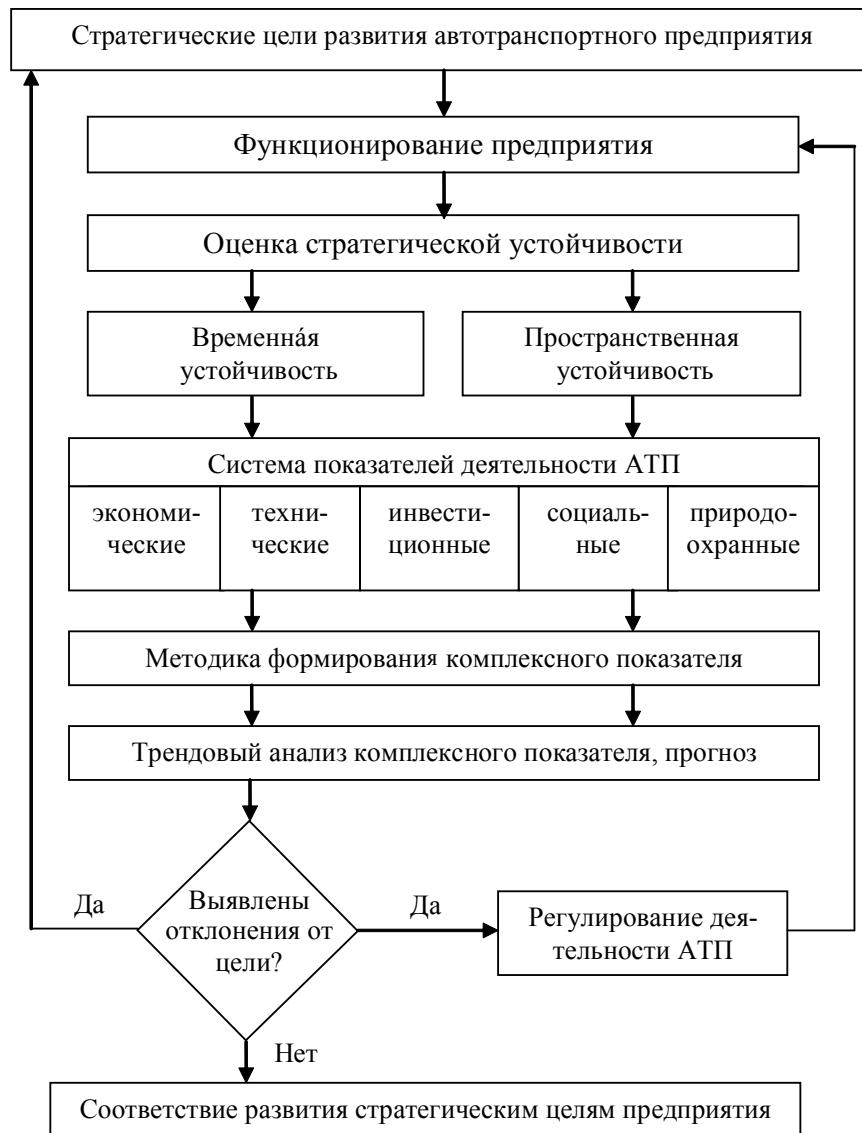 Стратегические цели развития автотранспортного предприятия
Функционирование предприятия
Оценка стратегической устойчивости
Временна́я
устойчивость
Пространственная
устойчивость
Система показателей деятельности АТП
экономи-
ческие
техни-
ческие
инвести-
ционные
социаль-
ные
природо-
охранные
Методика формирования комплексного показателя
Трендовый анализ комплексного показателя, прогноз
Да
Выявлены
отклонения от
цели?
Да
Регулирование дея-
тельности АТП
Нет
Соответствие развития стратегическим целям предприятия